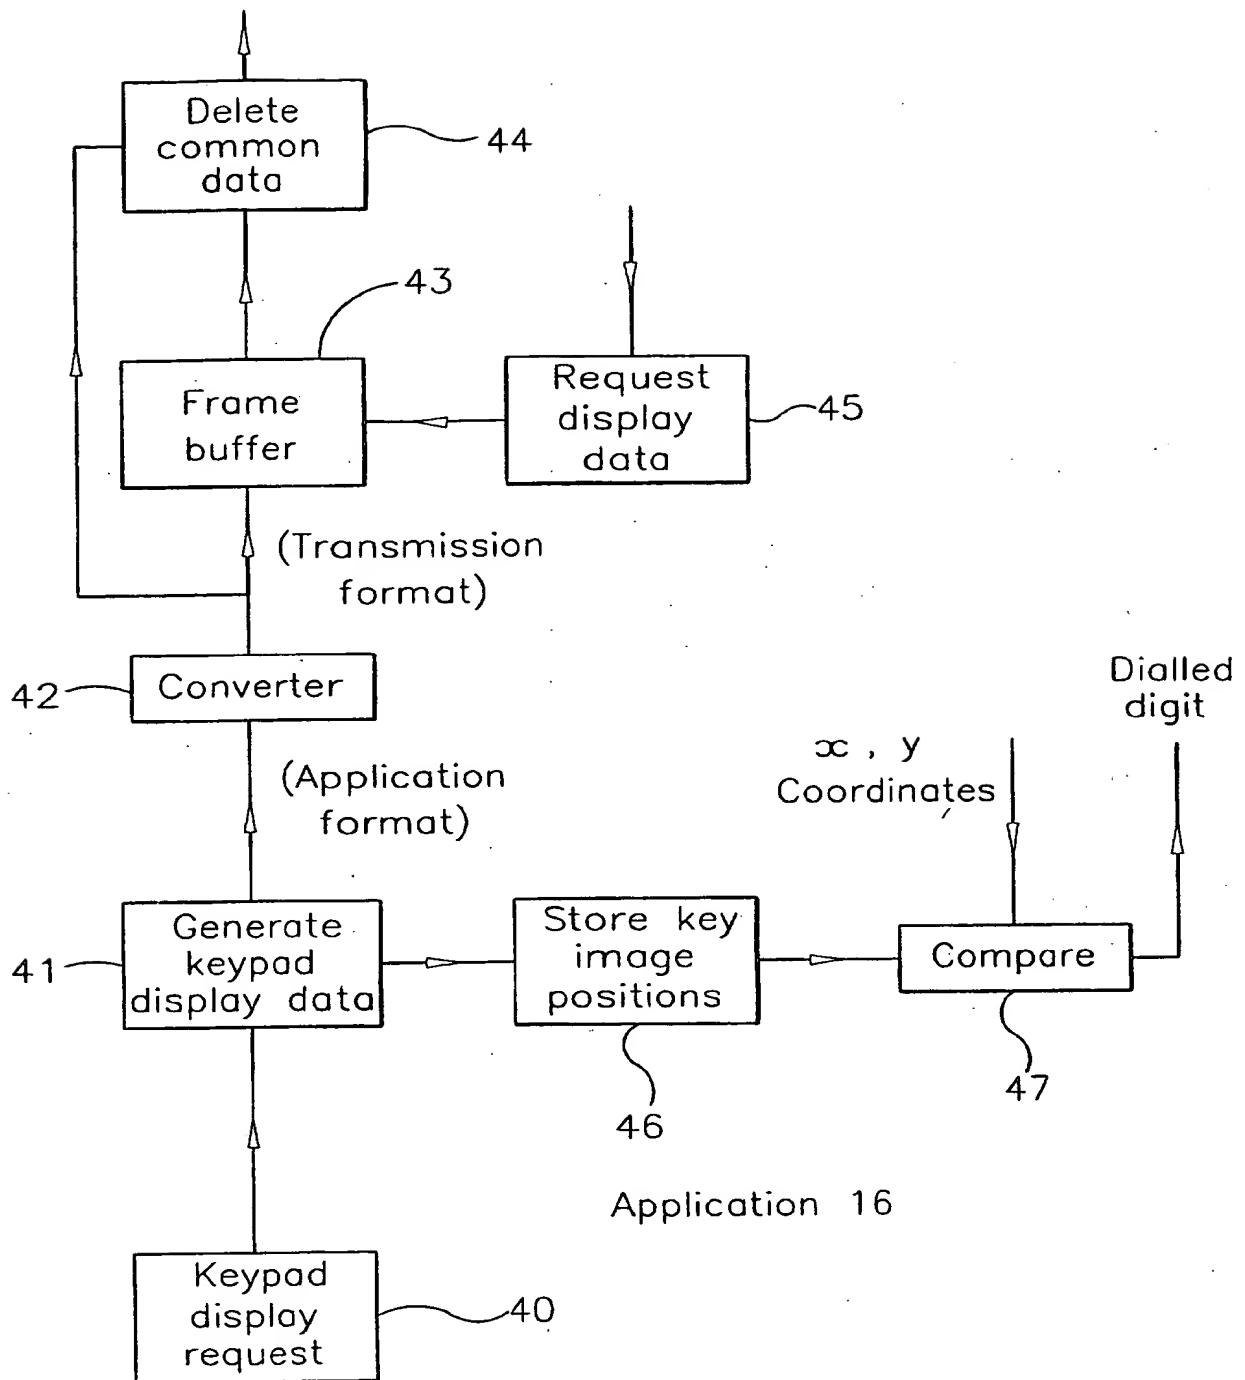 Delete
common
data
44
43
Frame
buffer
Request
display
data
45
(Transmission
format)
42
Converter
Dialled
digit
x , y
Coordinates
(Application
format)
41
Generate
keypad
display data
Store key
image
positions
Compare
46
47
Application 16
Keypad
display
request
40